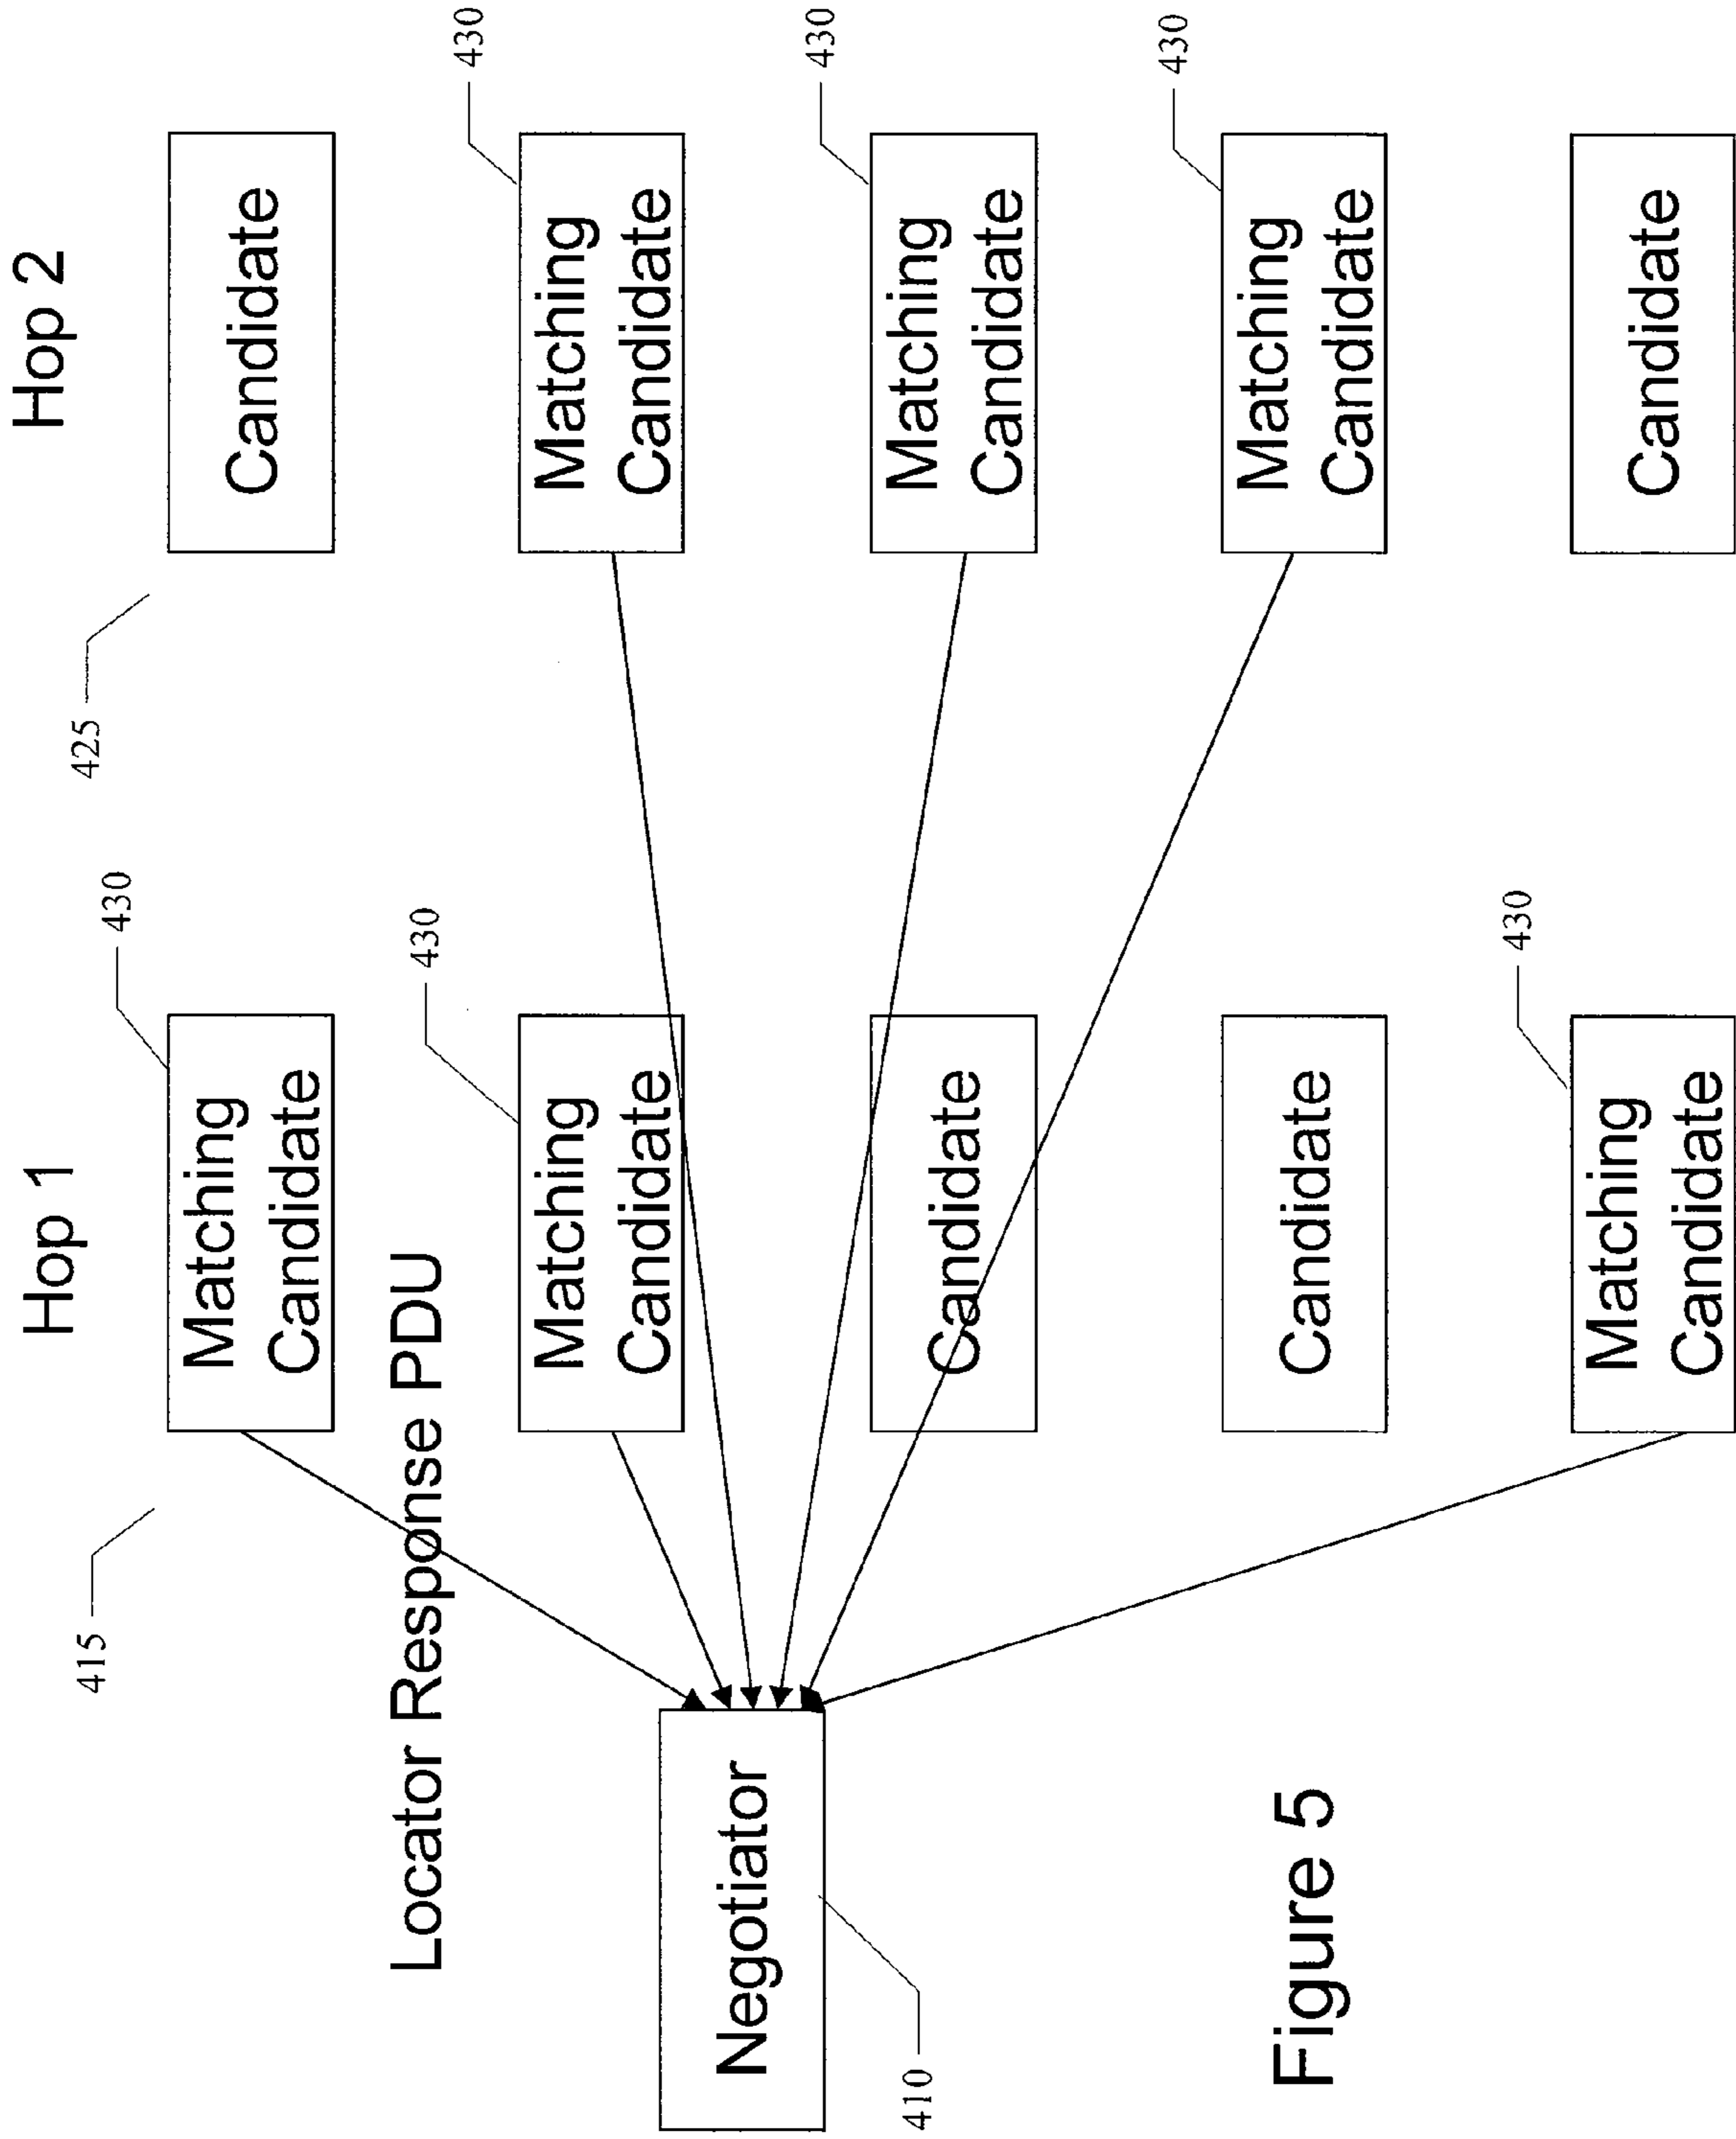 Hop 1
Hop 2
415
430
425
Matching
Candidate
Candidate
Locator Response PDU
430
430
Matching
Candidate
Matching
Candidate
Negotiator
410
430
Candidate
Matching
Candidate
430
Candidate
Matching
Candidate
Figure 5
430
Matching
Candidate
Candidate